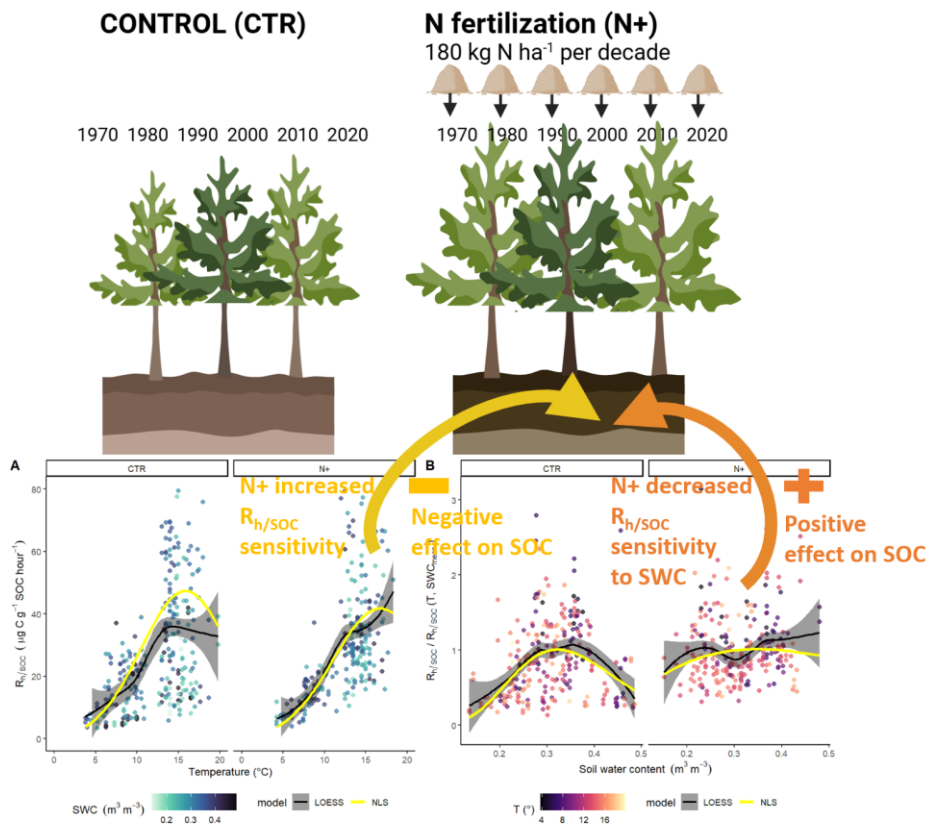 CONTROL (CTR)
N fertilization (N+)
180 kg N ha⁻¹ per decade
1970 1980 1990 2000 2010 2020
1970 1980 1990 2000 2010 2020
A
CTR
N+
B
CTR
N+
N+ increased
Rh/SOC
sensitivity
Negative
effect on SOC
N+ decreased
Rh/SOC
sensitivity
to SWC
Positive
effect on SOC
Rh/SOC ( µg C g⁻¹ SOC hour⁻¹)
80
60
40
20
0
0 5 10 15 20
0 5 10 15 20
Temperature (°C)
SWC (m³ m⁻³)
0.2 0.3 0.4
model LOESS NLS
Rh/SOC / Rh/SOC (T, SWC
3
2
1
0
0.2 0.3 0.4 0.5
0.2 0.3 0.4 0.5
Soil water content (m³ m⁻³)
T (°)
4 8 12 16
model LOESS NLS